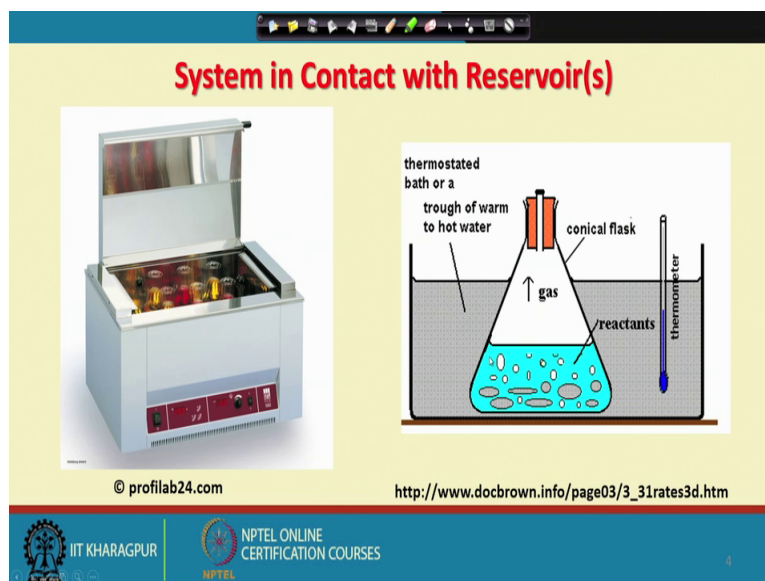 System in Contact with Reservoir(s)
thermostated
bath or a
trough of warm
to hot water
conical flask
gas
reactants
thermometer
© profilab24.com
http://www.docbrown.info/page03/3_31rates3d.htm
IIT KHARAGPUR
NPTEL
NPTEL ONLINE
CERTIFICATION COURSES
4